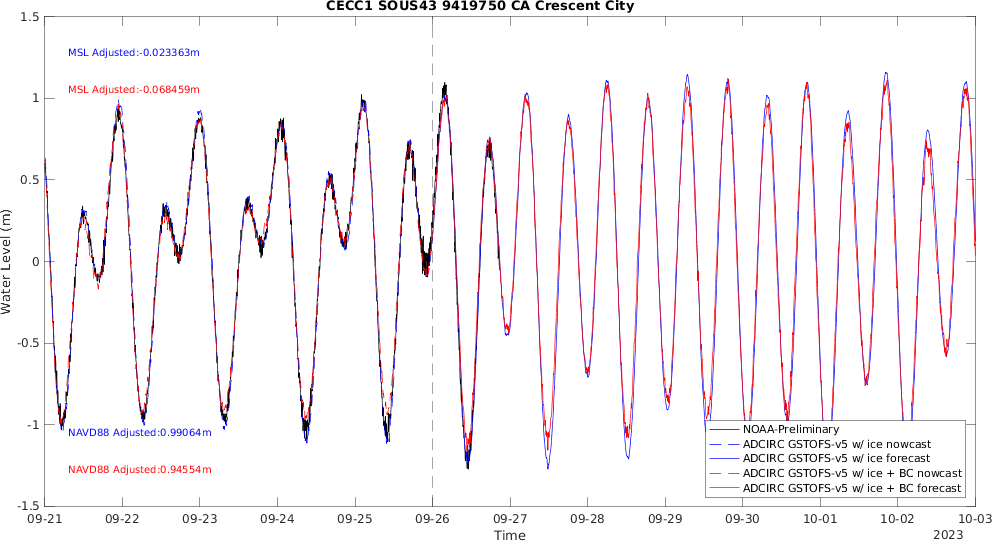 CECC1 SOUS43 9419750 CA Crescent City
1.5
1
0.5
0
-0.5
-1
-1.5
Water Level (m)
MSL Adjusted:-0.023363m
MSL Adjusted:-0.068459m
NAVD88 Adjusted:0.99064m
NAVD88 Adjusted:0.94554m
NOAA-Preliminary
ADCIRC GSTOFS-v5 w/ ice nowcast
ADCIRC GSTOFS-v5 w/ ice forecast
ADCIRC GSTOFS-v5 w/ ice + BC nowcast
ADCIRC GSTOFS-v5 w/ ice + BC forecast
09-21 09-22 09-23 09-24 09-25 09-26 09-27 09-28 09-29 09-30 10-01 10-02 10-03
Time
2023